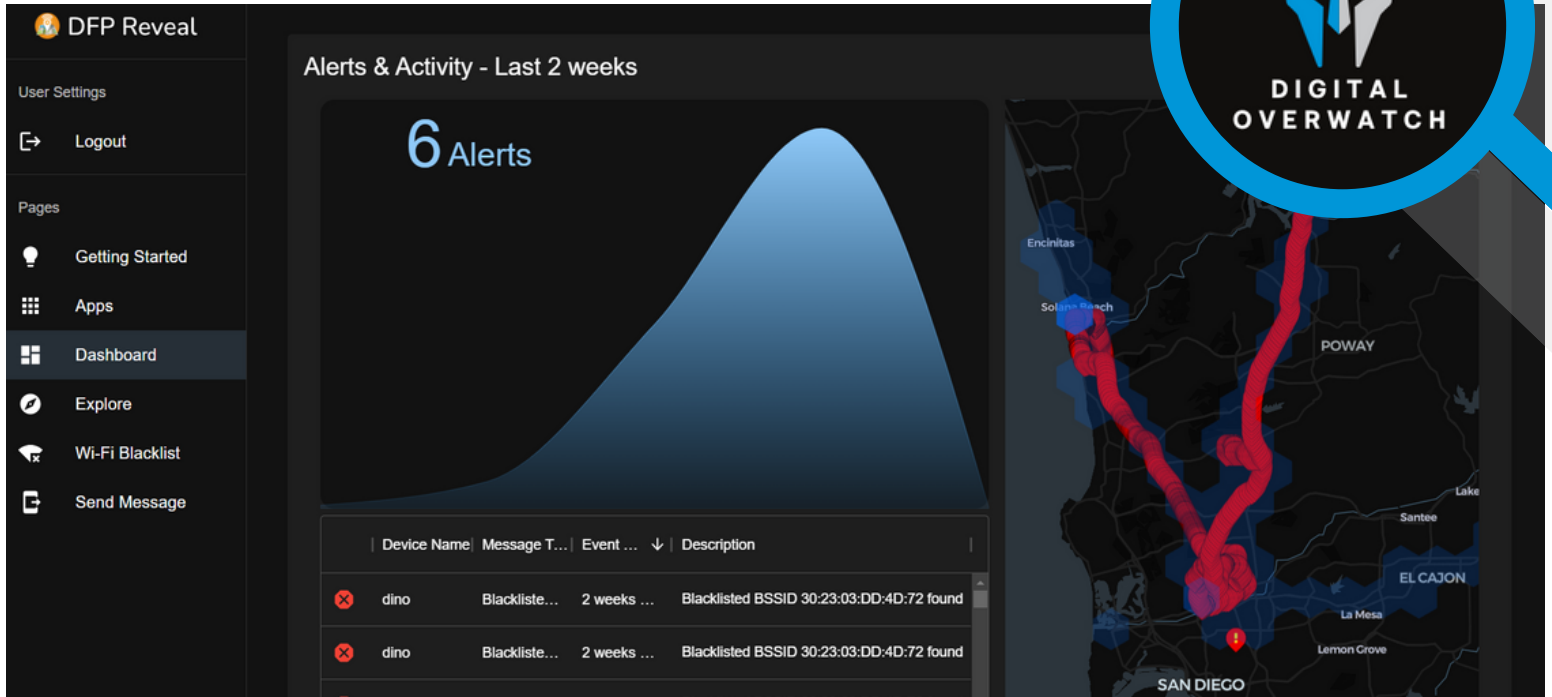 DFP Reveal
User Settings
Logout
Pages
Getting Started
Apps
Dashboard
Explore
Wi-Fi Blacklist
Send Message
Alerts & Activity - Last 2 weeks
6 Alerts
Device Name Message T... Event ... Description
dino Blackliste... 2 weeks ... Blacklisted BSSID 30:23:03:DD:4D:72 found
dino Blackliste... 2 weeks ... Blacklisted BSSID 30:23:03:DD:4D:72 found
DIGITAL
OVERWATCH
Encinitas
Solana Beach
POWAY
Lake
Santee
EL CAJON
La Mesa
Lemon Grove
SAN DIEGO